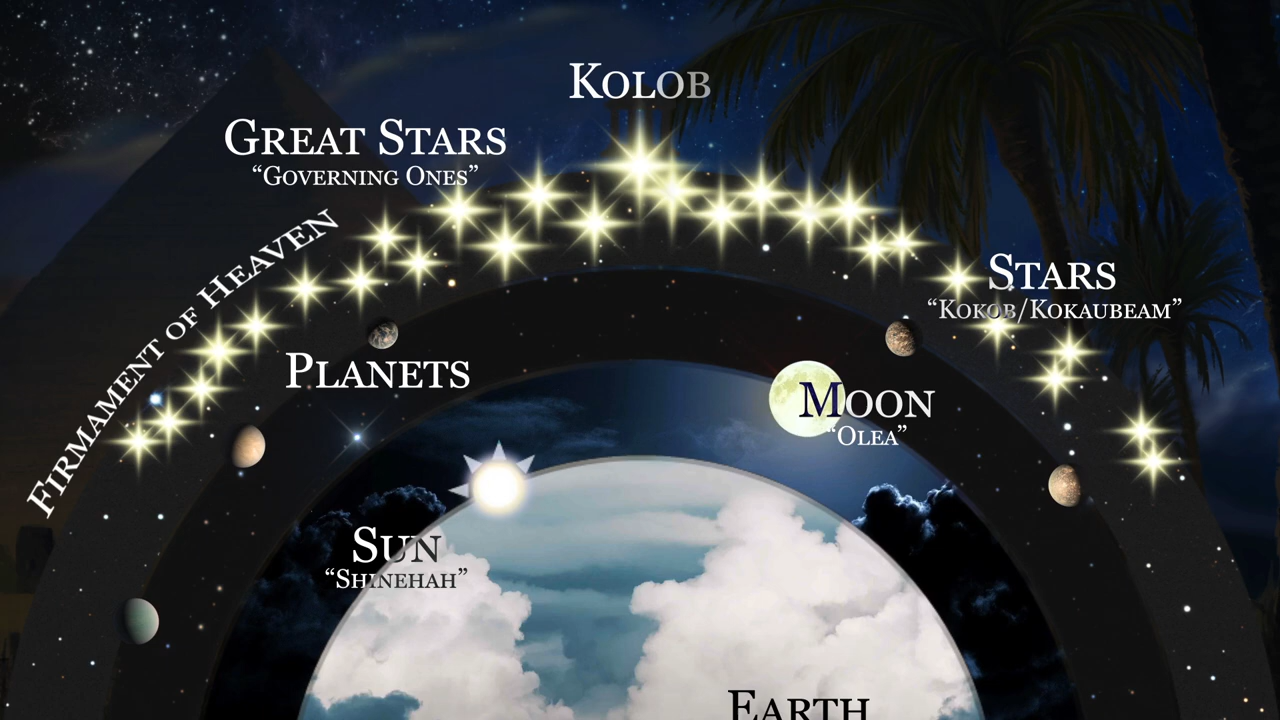 Kolob
Great Stars
“Governing Ones”
Firmament of Heaven
Stars
“Kokob/Kokaubeam”
Planets
Moon
“Olea”
Sun
“Shinehah”
Earth